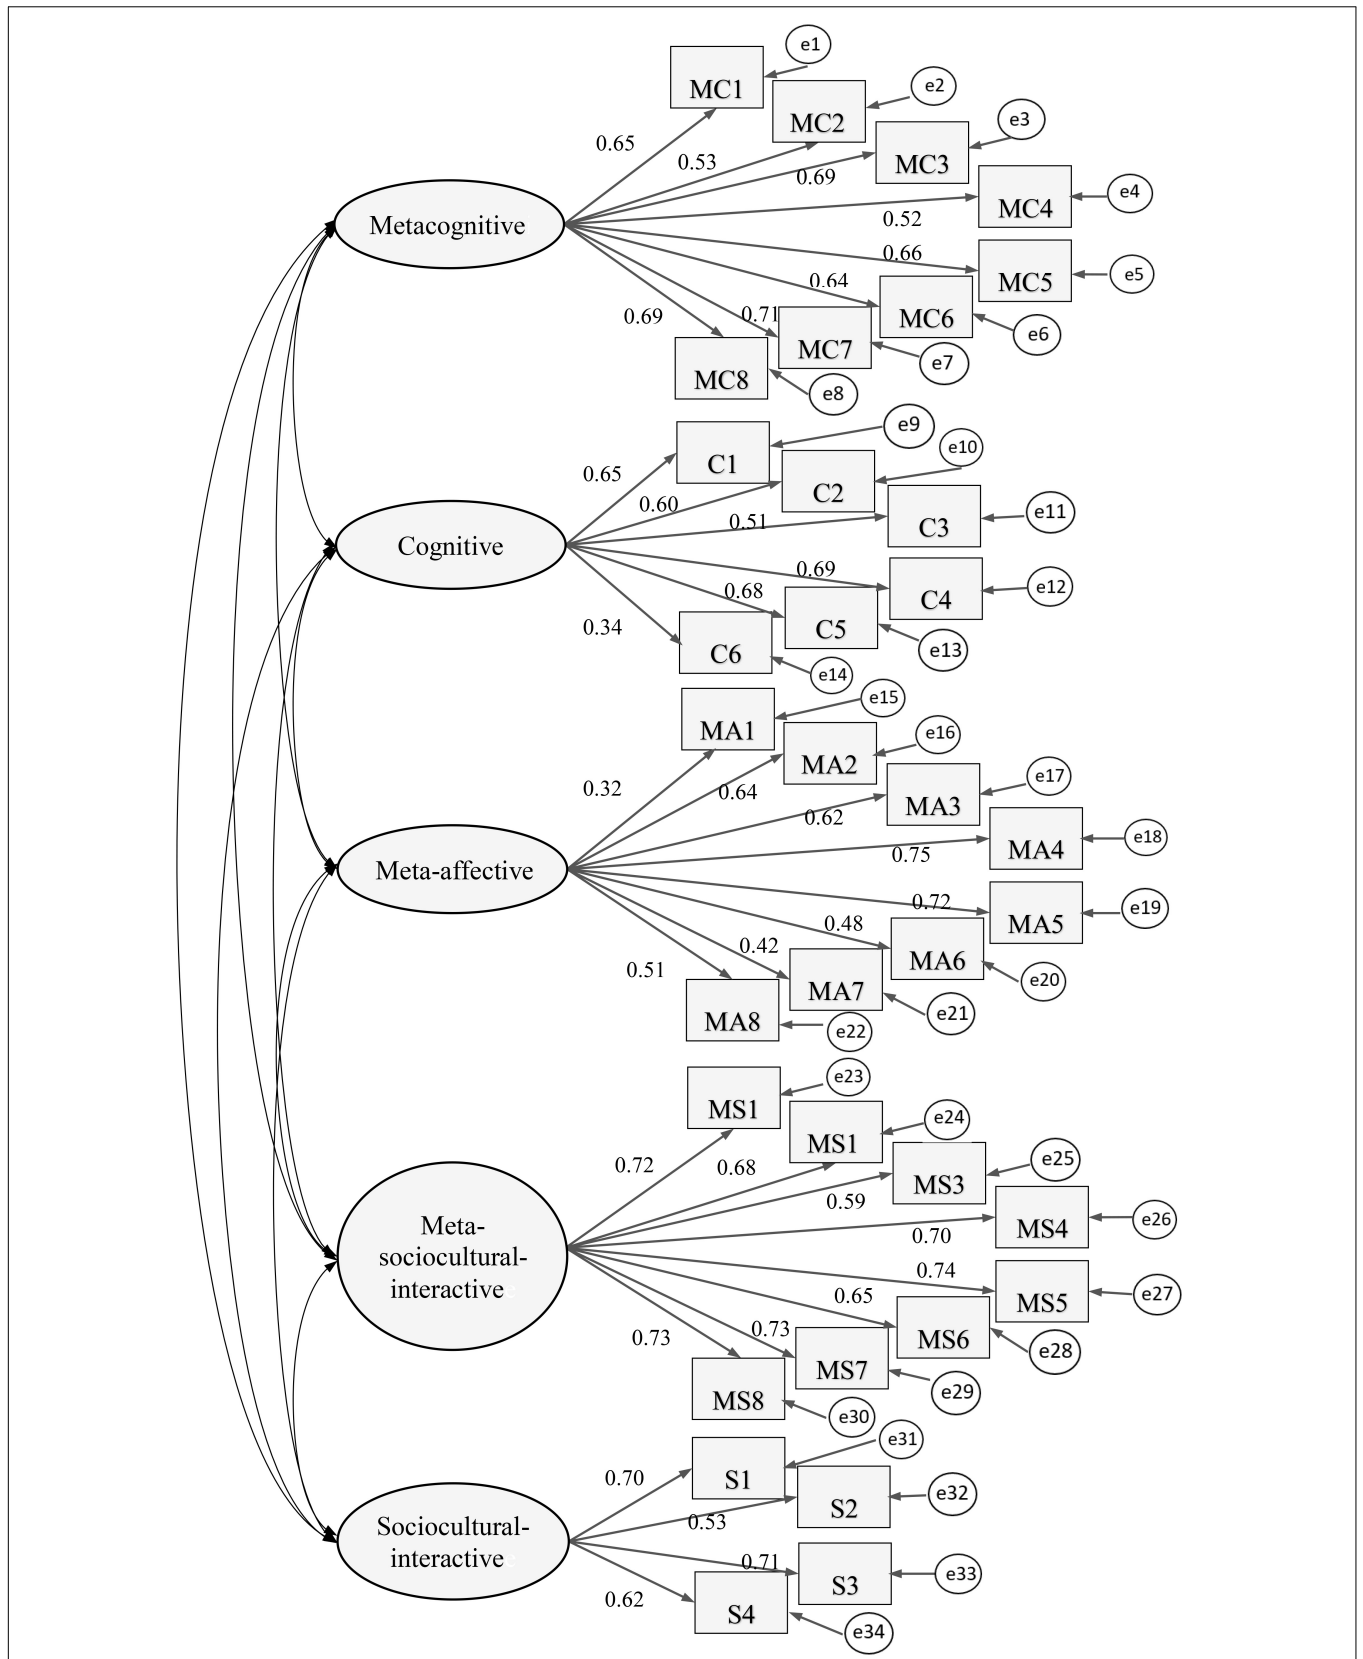 e1
MC1
e2
MC2
0.65
e3
0.53
MC3
0.69
e4
MC4
Metacognitive
0.52
0.66
e5
MC5
0.64
MC6
0.69
0.71
e6
MC7
e7
MC8
e8
e9
e10
C1
0.65
C2
0.60
e11
0.51
C3
Cognitive
0.69
e12
0.68
C4
0.34
C5
C6
e13
e14
e15
MA1
e16
MA2
e17
0.32
0.64
MA3
0.62
e18
0.75
MA4
Meta-affective
0.72
e19
0.48
MA5
0.42
MA6
0.51
e20
MA7
e21
MA8
e22
e23
MS1
e24
MS1
e25
0.72
0.68
MS3
0.59
e26
MS4
0.70
Meta-
sociocultural-
interactive
0.74
e27
0.65
MS5
0.73
0.73
MS6
e28
MS7
e29
MS8
e30
e31
S1
0.70
e32
S2
0.53
Sociocultural-
interactive
0.71
e33
S3
0.62
S4
e34